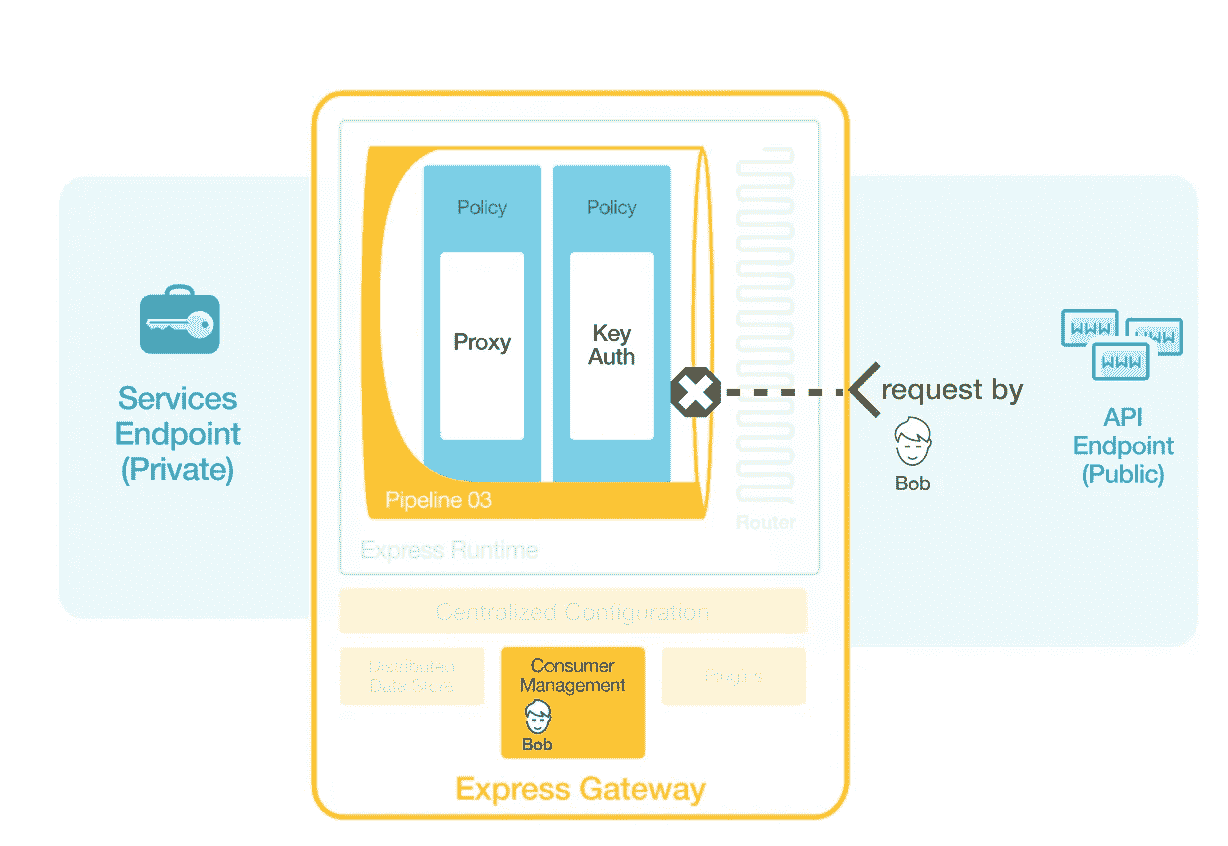 Policy
Policy
Proxy
Key
Auth
Pipeline 03
Router
Express Runtime
Services
Endpoint
(Private)
request by
Bob
WWW
WWW
WWW
API
Endpoint
(Public)
Centralized Configuration
Distributed
Data Store
Consumer
Management
Bob
Plugins
Express Gateway